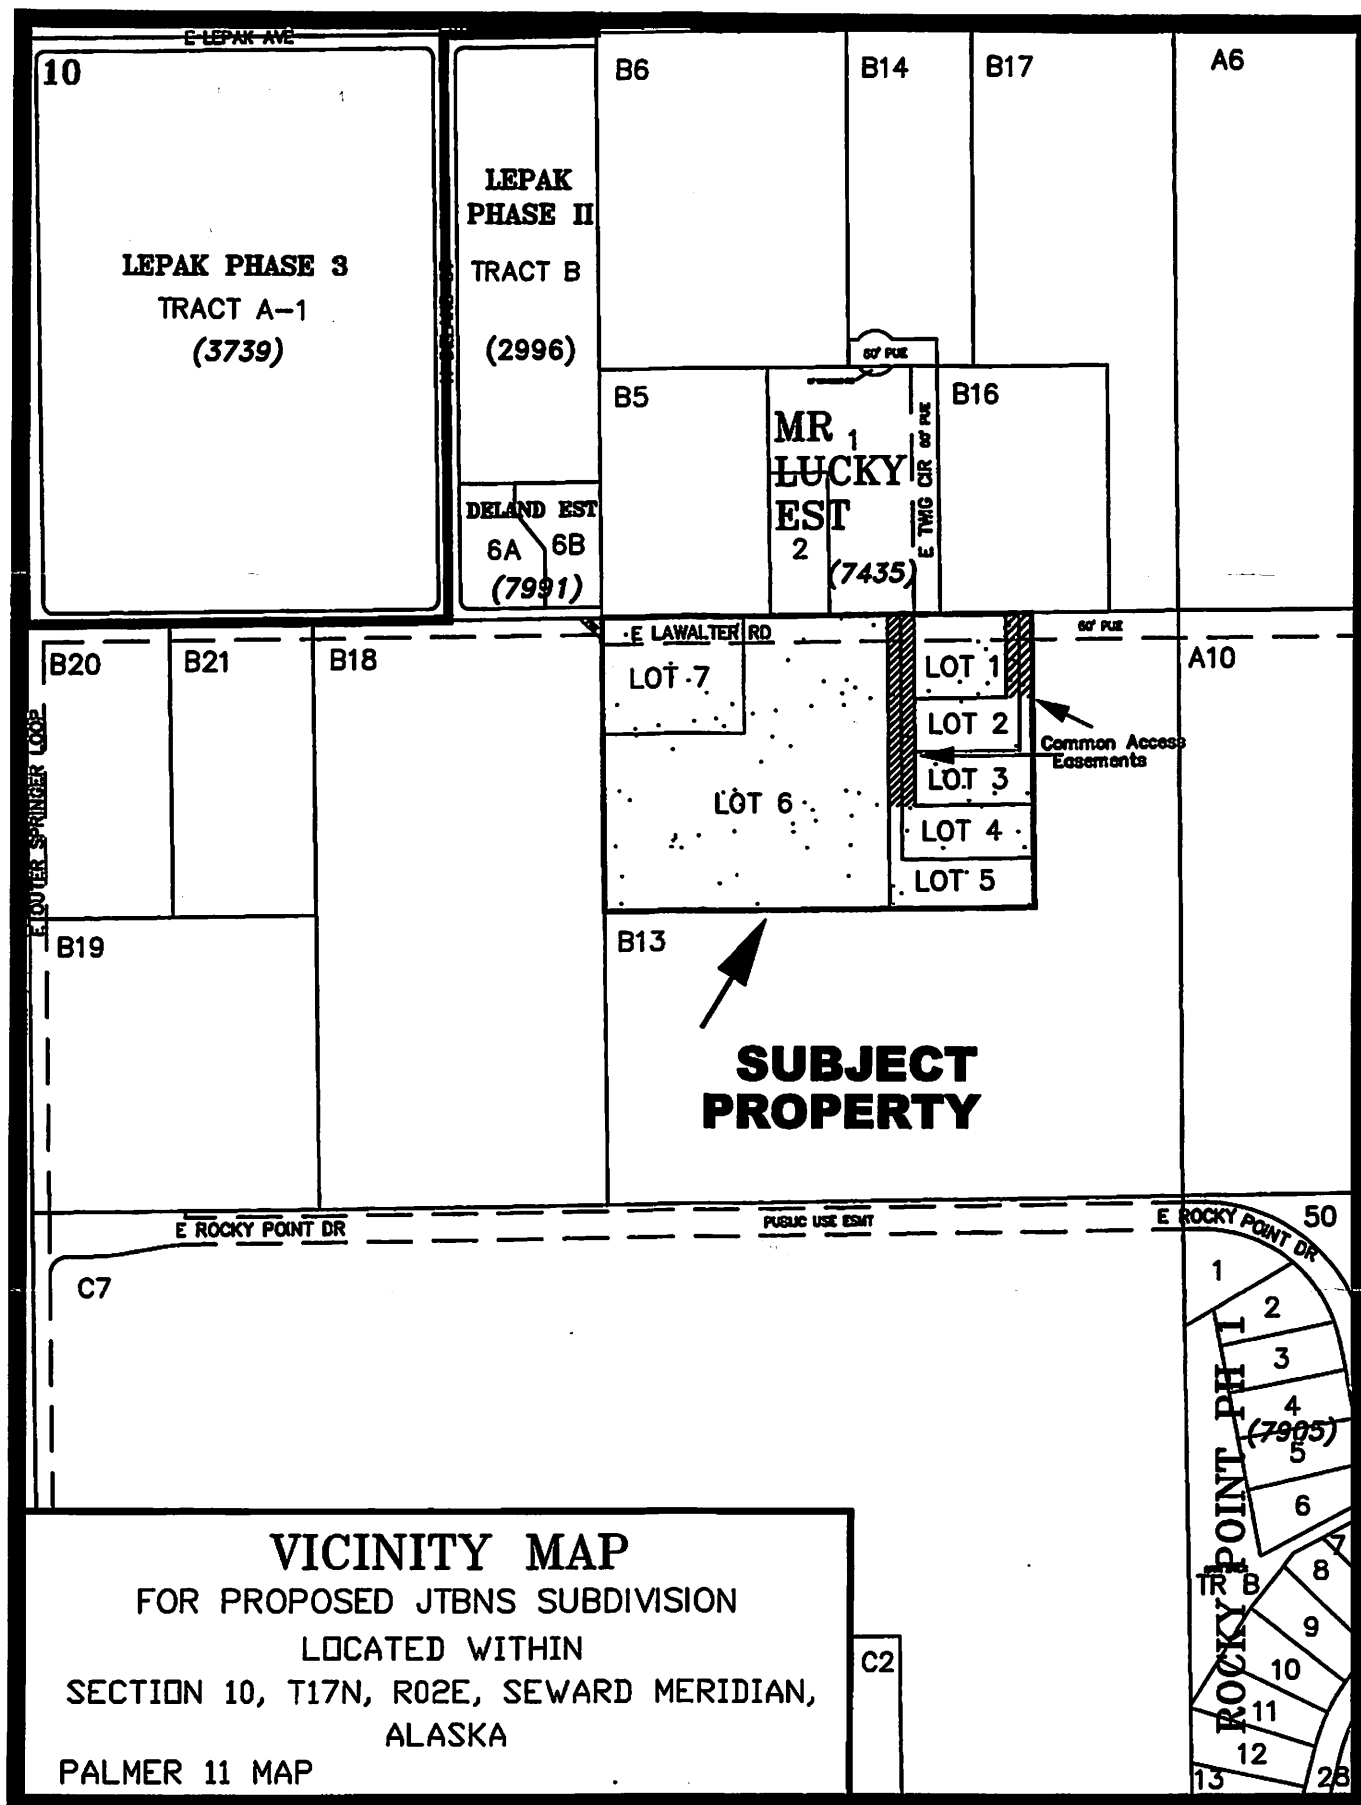 E LEPAK AVE
10
B6
B14
B17
A6
LEPAK
PHASE II
TRACT B
(2996)
LEPAK PHASE 3
TRACT A-1
(3739)
60' PUE
B5
MR
LUCKY
EST
1
2
(7435)
E TWIG CIR 60' PUE
B16
DELAND EST
6A
6B
(7991)
E LAWALTER RD
60' PUE
B20
B21
B18
LOT 7
LOT 1
A10
LOT 2
Common Access
Easements
LOT 3
LOT 6
LOT 4
LOT 5
E OUTER SPRINGER LOOP
B19
B13
SUBJECT
PROPERTY
E ROCKY POINT DR
PUBLIC USE ESMT
E ROCKY POINT DR
50
C7
1
2
3
4
(7905)
5
6
7
8
9
10
11
12
13
28
ROCKY POINT PH 1
TR B
C2
VICINITY MAP
FOR PROPOSED JTBNS SUBDIVISION
LOCATED WITHIN
SECTION 10, T17N, R02E, SEWARD MERIDIAN,
ALASKA
PALMER 11 MAP